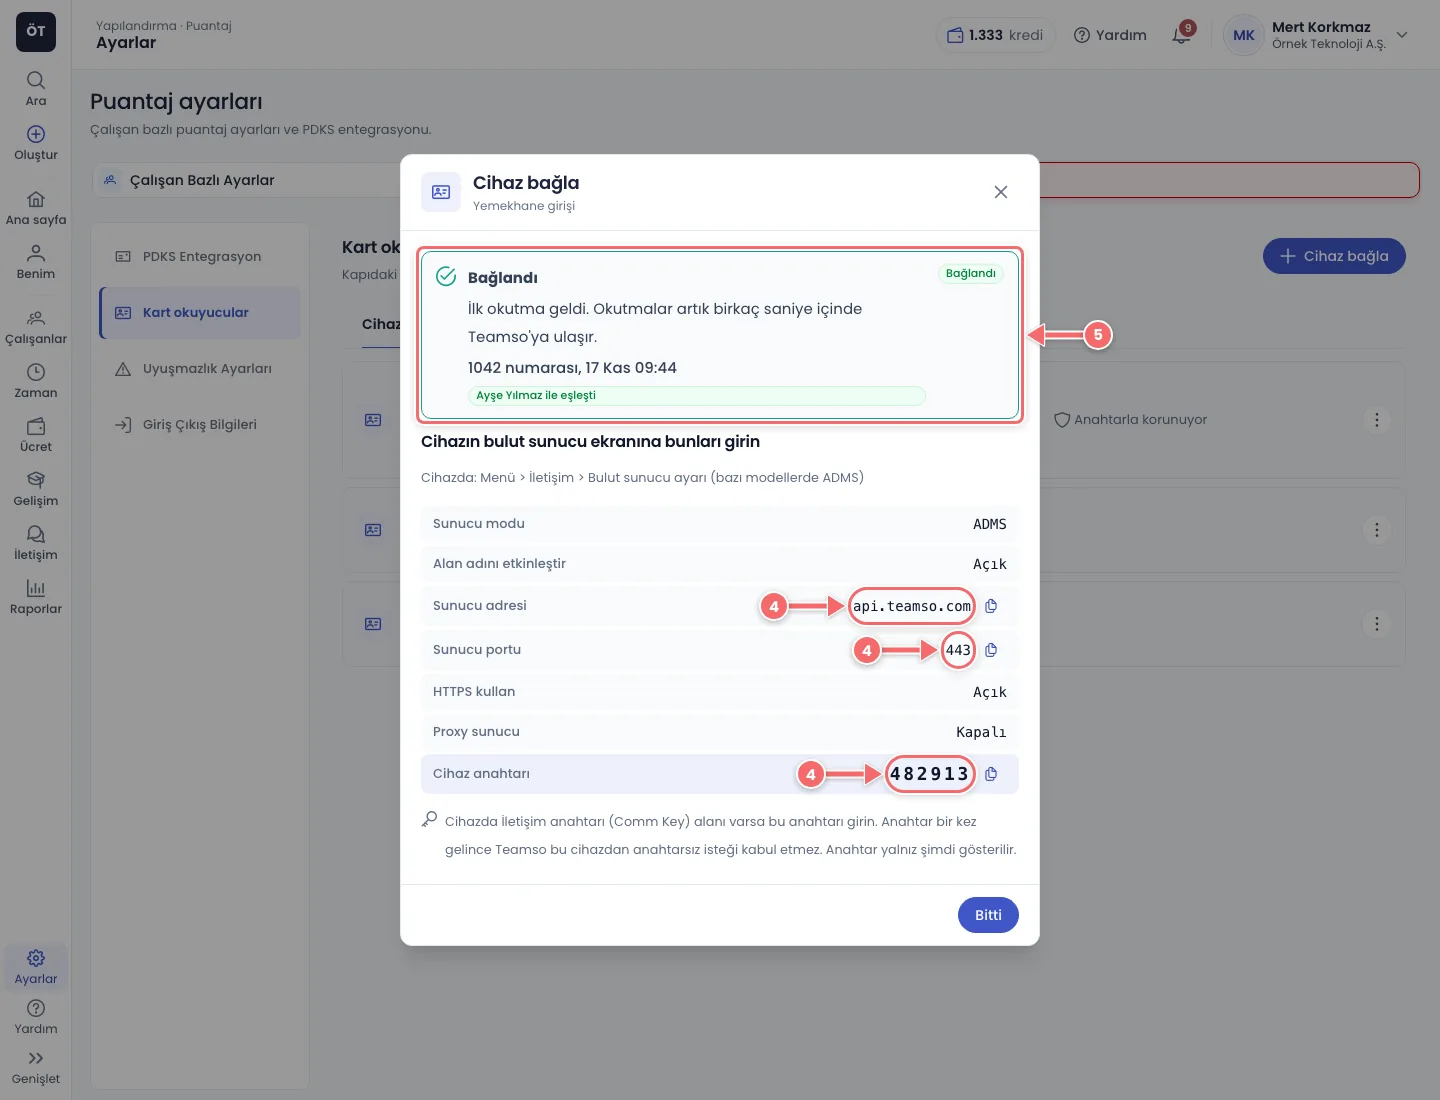 ÖT
Yapılandırma · Puantaj
Ayarlar
1.333 kredi
Yardım
9
MK
Mert Korkmaz
Örnek Teknoloji A.Ş.
Ara
Oluştur
Ana sayfa
Benim
Çalışanlar
Zaman
Ücret
Gelişim
İletişim
Raporlar
Ayarlar
Yardım
Genişlet
Puantaj ayarları
Çalışan bazlı puantaj ayarları ve PDKS entegrasyonu.
Çalışan Bazlı Ayarlar
PDKS Entegrasyon
Kart okuyucular
Uyuşmazlık Ayarları
Giriş Çıkış Bilgileri
Kart ok
Kapıdaki
Cihaz bağla
Cihaz
Anahtarla korunuyor
Cihaz bağla
Yemekhane girişi
Bağlandı
Bağlandı
İlk okutma geldi. Okutmalar artık birkaç saniye içinde
Teamso'ya ulaşır.
1042 numarası, 17 Kas 09:44
Ayşe Yılmaz ile eşleşti
5
Cihazın bulut sunucu ekranına bunları girin
Cihazda: Menü > İletişim > Bulut sunucu ayarı (bazı modellerde ADMS)
Sunucu modu ADMS
Alan adını etkinleştir Açık
Sunucu adresi 4 api.teamso.com
Sunucu portu 4 443
HTTPS kullan Açık
Proxy sunucu Kapalı
Cihaz anahtarı 4 482913
Cihazda İletişim anahtarı (Comm Key) alanı varsa bu anahtarı girin. Anahtar bir kez
gelince Teamso bu cihazdan anahtarsız isteği kabul etmez. Anahtar yalnız şimdi gösterilir.
Bitti